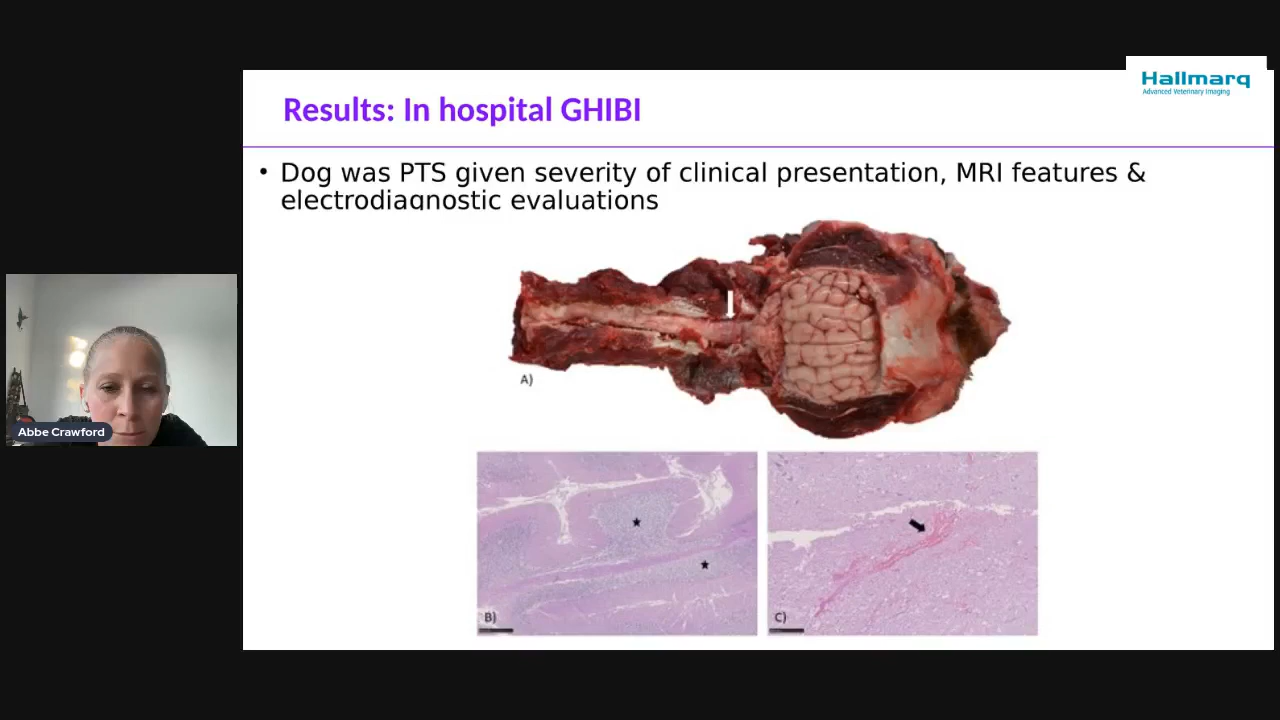 Hallmarq
Advanced Veterinary Imaging
Results: In hospital GHIBI
• Dog was PTS given severity of clinical presentation, MRI features &
electrodiagnostic evaluations
A)
Abbe Crawford
B)
C)